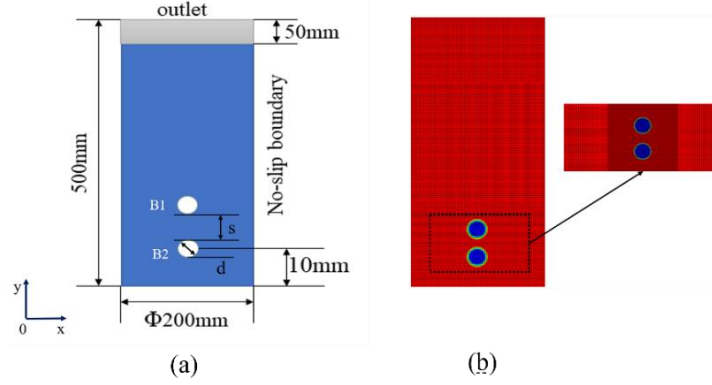 outlet
50mm
500mm
No-slip boundary
B1
s
B2
d
10mm
y
0
x
Φ200mm
(a)
(b)